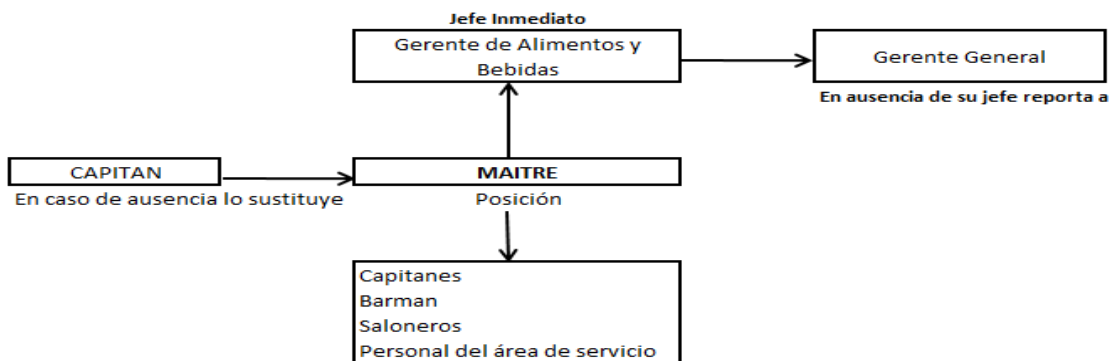 Jefe Inmediato
Gerente de Alimentos y
Bebidas
Gerente General
En ausencia de su jefe reporta a
CAPITAN
En caso de ausencia lo sustituye
MAITRE
Posición
Capitanes
Barman
Saloneros
Personal del área de servicio